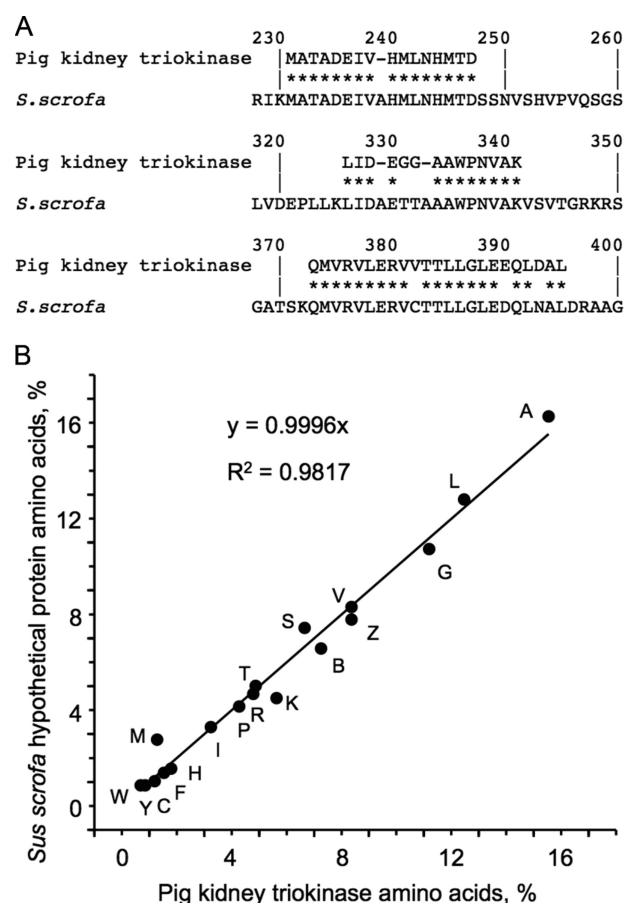 A
230 240 250 260
Pig kidney triokinase MATADEIV-HMLNHMTD
******** ********
S.scrofa RIKMATADEIVAHMLNHMTDSSNVSHVPVQSGS
320 330 340 350
Pig kidney triokinase LID-EGG-AAWPNVAK
*** * ********
S.scrofa LVDEPLLKLIDAETTAAAWPNVAKVSVTGRKRS
370 380 390 400
Pig kidney triokinase QMVRVLERVVTTLLGLEEQLDAL
********* ******* ** **
S.scrofa GATSKQMVRVLERVCTTLLGLEDQLNALDRAAG
B
Sus scrofa hypothetical protein amino acids, %
16
12
8
4
0
y = 0.9996x
R² = 0.9817
A
L
G
V
S
Z
B
T
K
R
P
M
I
H
W
F
Y
C
0 4 8 12 16
Pig kidney triokinase amino acids, %